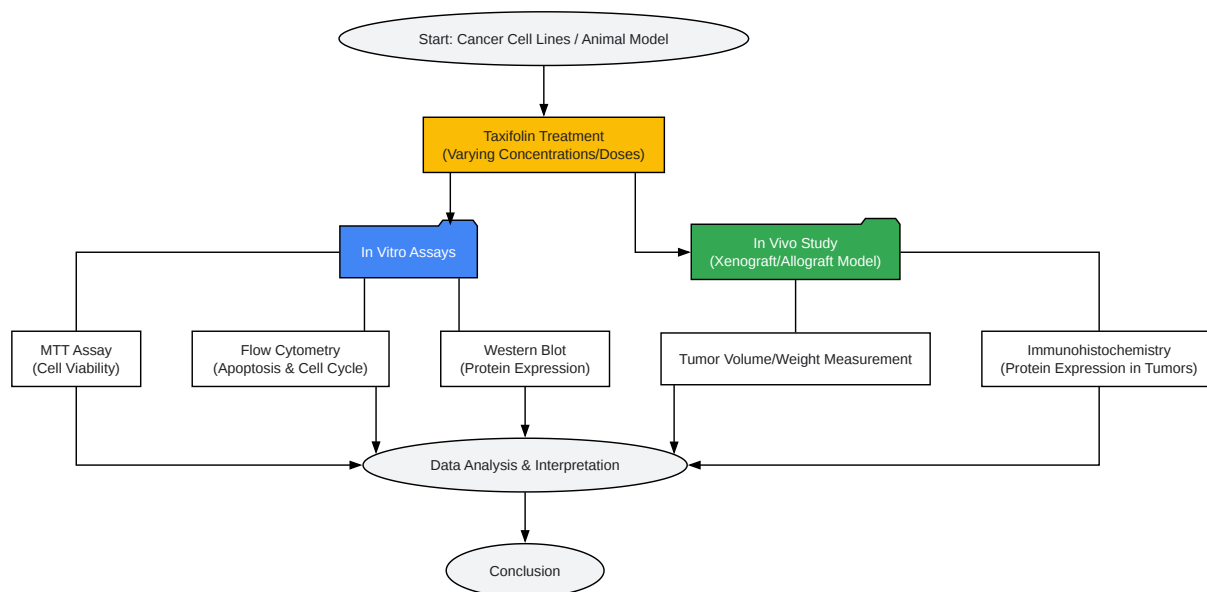 Start: Cancer Cell Lines / Animal Model
Taxifolin Treatment
(Varying Concentrations/Doses)
In Vitro Assays
In Vivo Study
(Xenograft/Allograft Model)
MTT Assay
(Cell Viability)
Flow Cytometry
(Apoptosis & Cell Cycle)
Western Blot
(Protein Expression)
Tumor Volume/Weight Measurement
Immunohistochemistry
(Protein Expression in Tumors)
Data Analysis & Interpretation
Conclusion